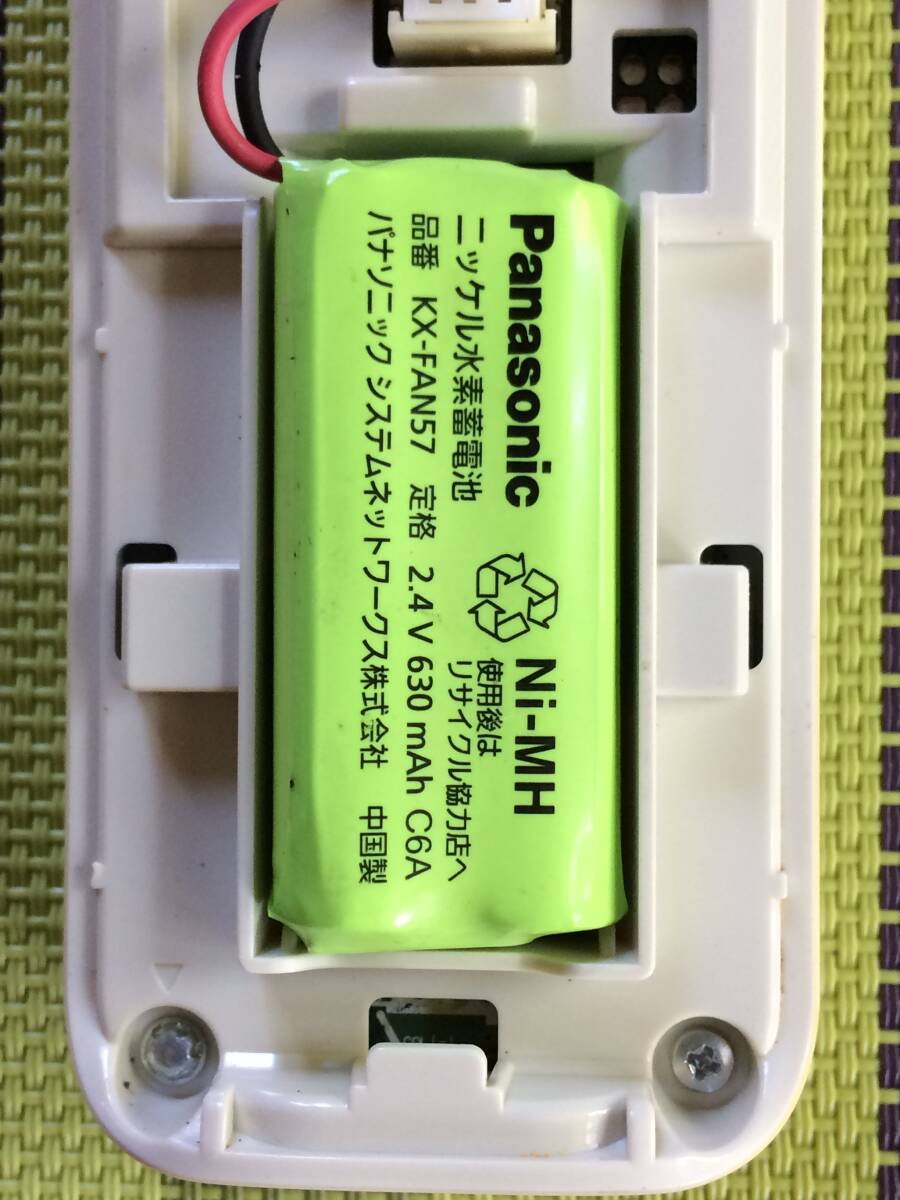 Panasonic Ni-MH
ニッケル水素蓄電池
使用後は
リサイクル協力店へ
品番 KX-FAN57 定格 2.4 V 630 mAh C6A
パナソニック システムネットワークス株式会社 中国製